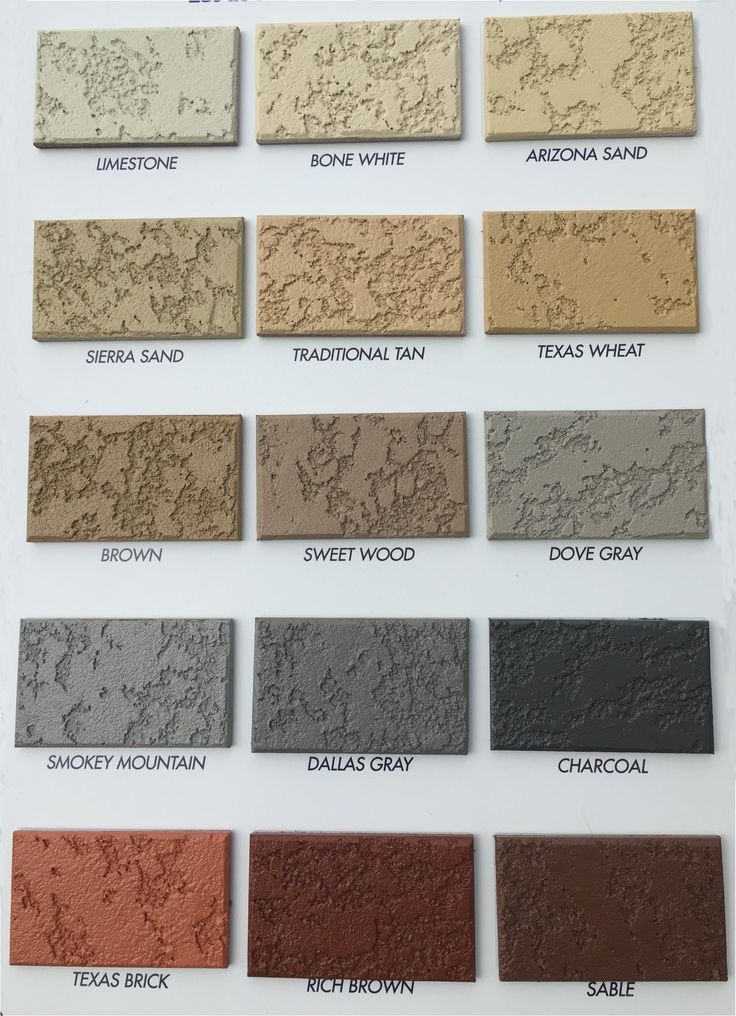 LIMESTONE
BONE WHITE
ARIZONA SAND
SIERRA SAND
TRADITIONAL TAN
TEXAS WHEAT
BROWN
SWEET WOOD
DOVE GRAY
SMOKEY MOUNTAIN
DALLAS GRAY
CHARCOAL
TEXAS BRICK
RICH BROWN
SABLE